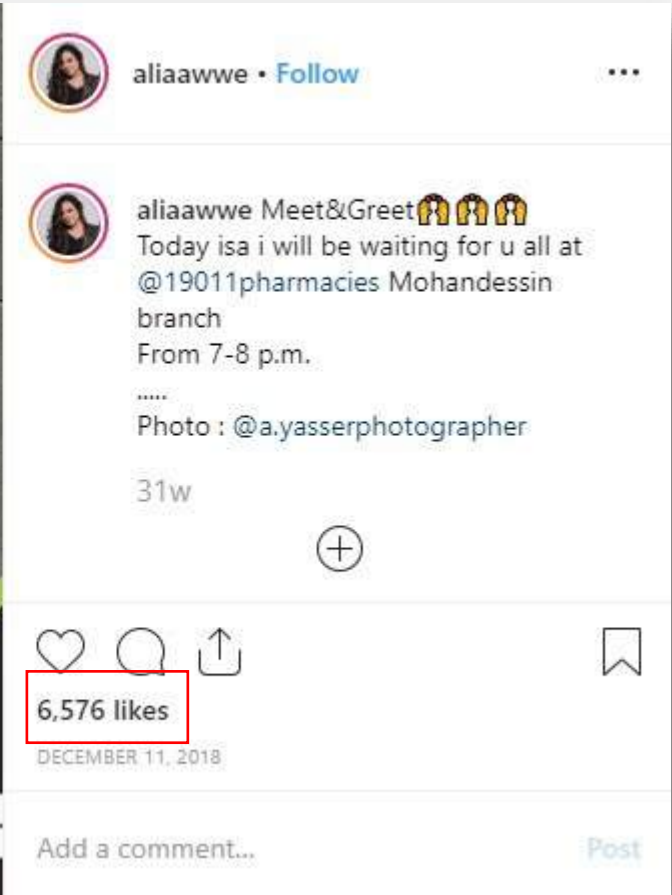 aliaawwe • Follow
aliaawwe Meet&Greet🙌🙌🙌
Today isa i will be waiting for u all at
@19011pharmacies Mohandessin
branch
From 7-8 p.m.
.....
Photo : @a.yasserphotographer
31w
6,576 likes
DECEMBER 11, 2018
Add a comment...
Post